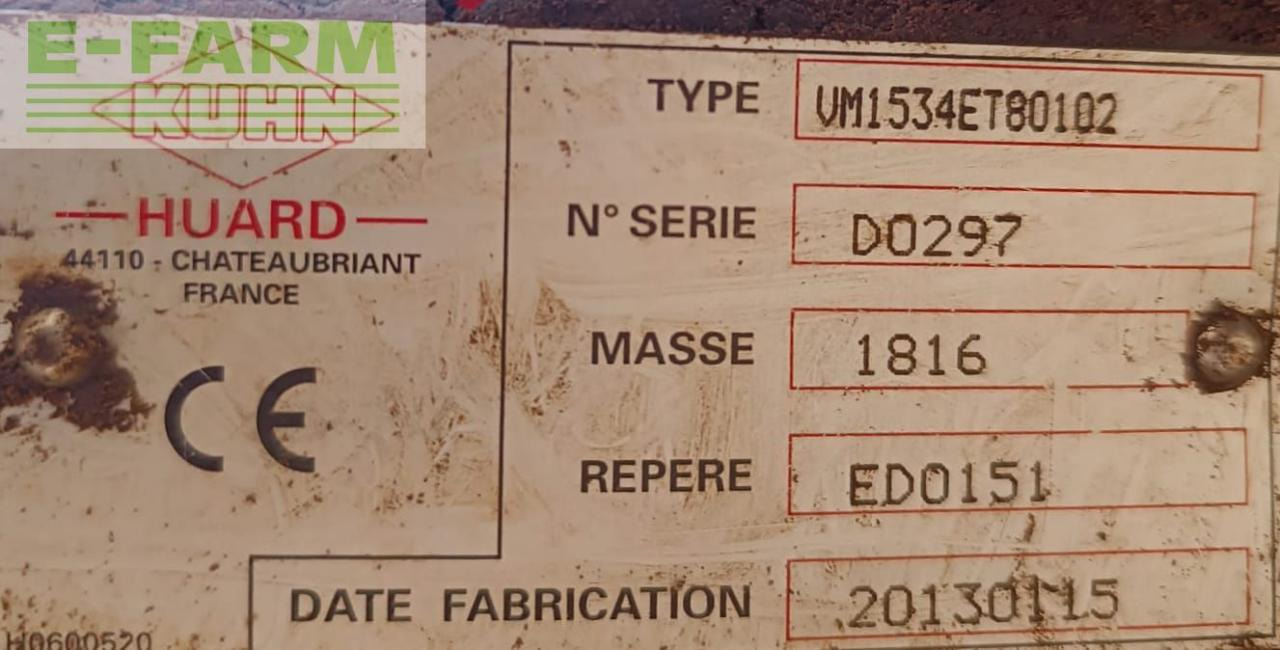 E-FARM
KUHN
HUARD
44110 - CHATEAUBRIANT
FRANCE
CE
TYPE VM1534ET80102
N° SERIE D0297
MASSE 1816
REPERE ED0151
DATE FABRICATION 20130115
H0600520